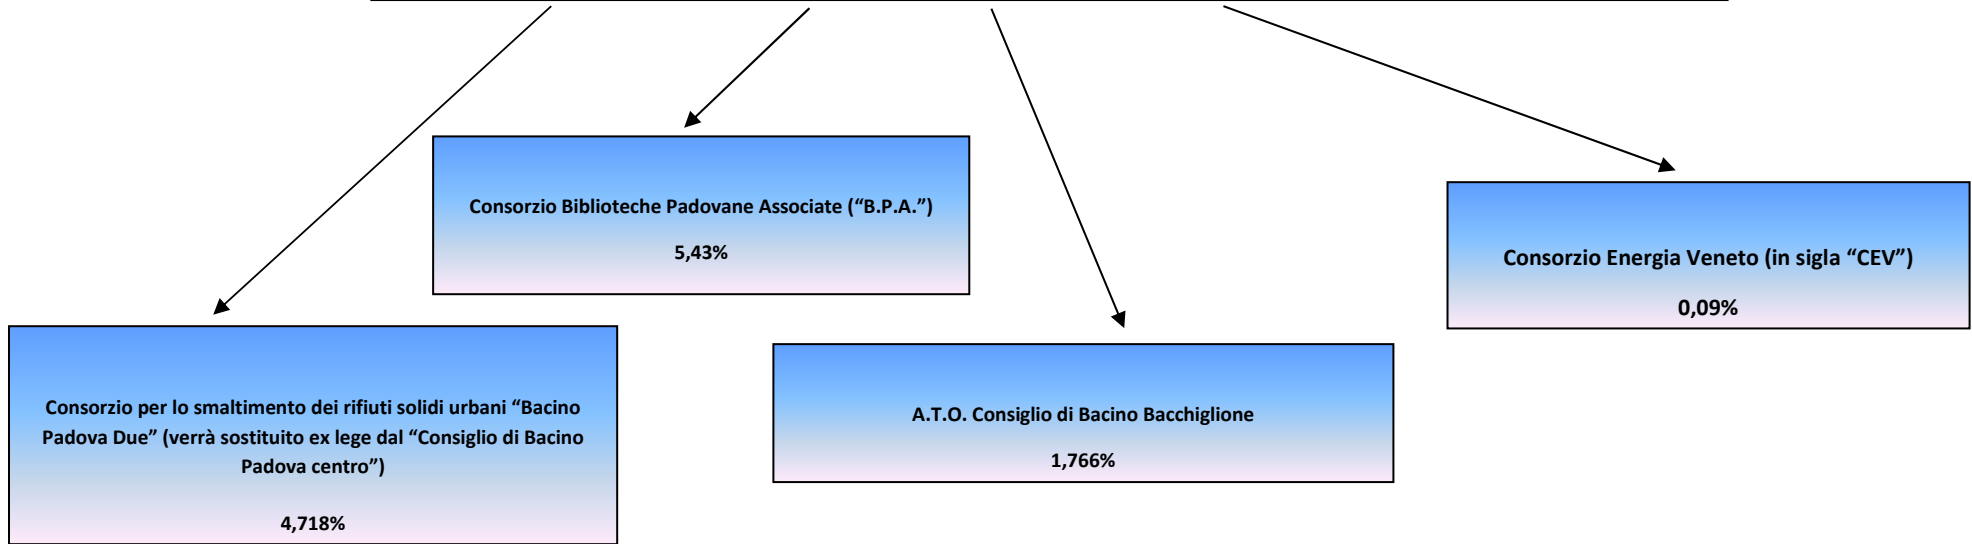 Consorzio Biblioteche Padovane Associate (“B.P.A.”)
5,43%
Consorzio Energia Veneto (in sigla “CEV”)
0,09%
Consorzio per lo smaltimento dei rifiuti solidi urbani “Bacino
Padova Due” (verrà sostituito ex lege dal “Consiglio di Bacino
Padova centro”)
4,718%
A.T.O. Consiglio di Bacino Bacchiglione
1,766%